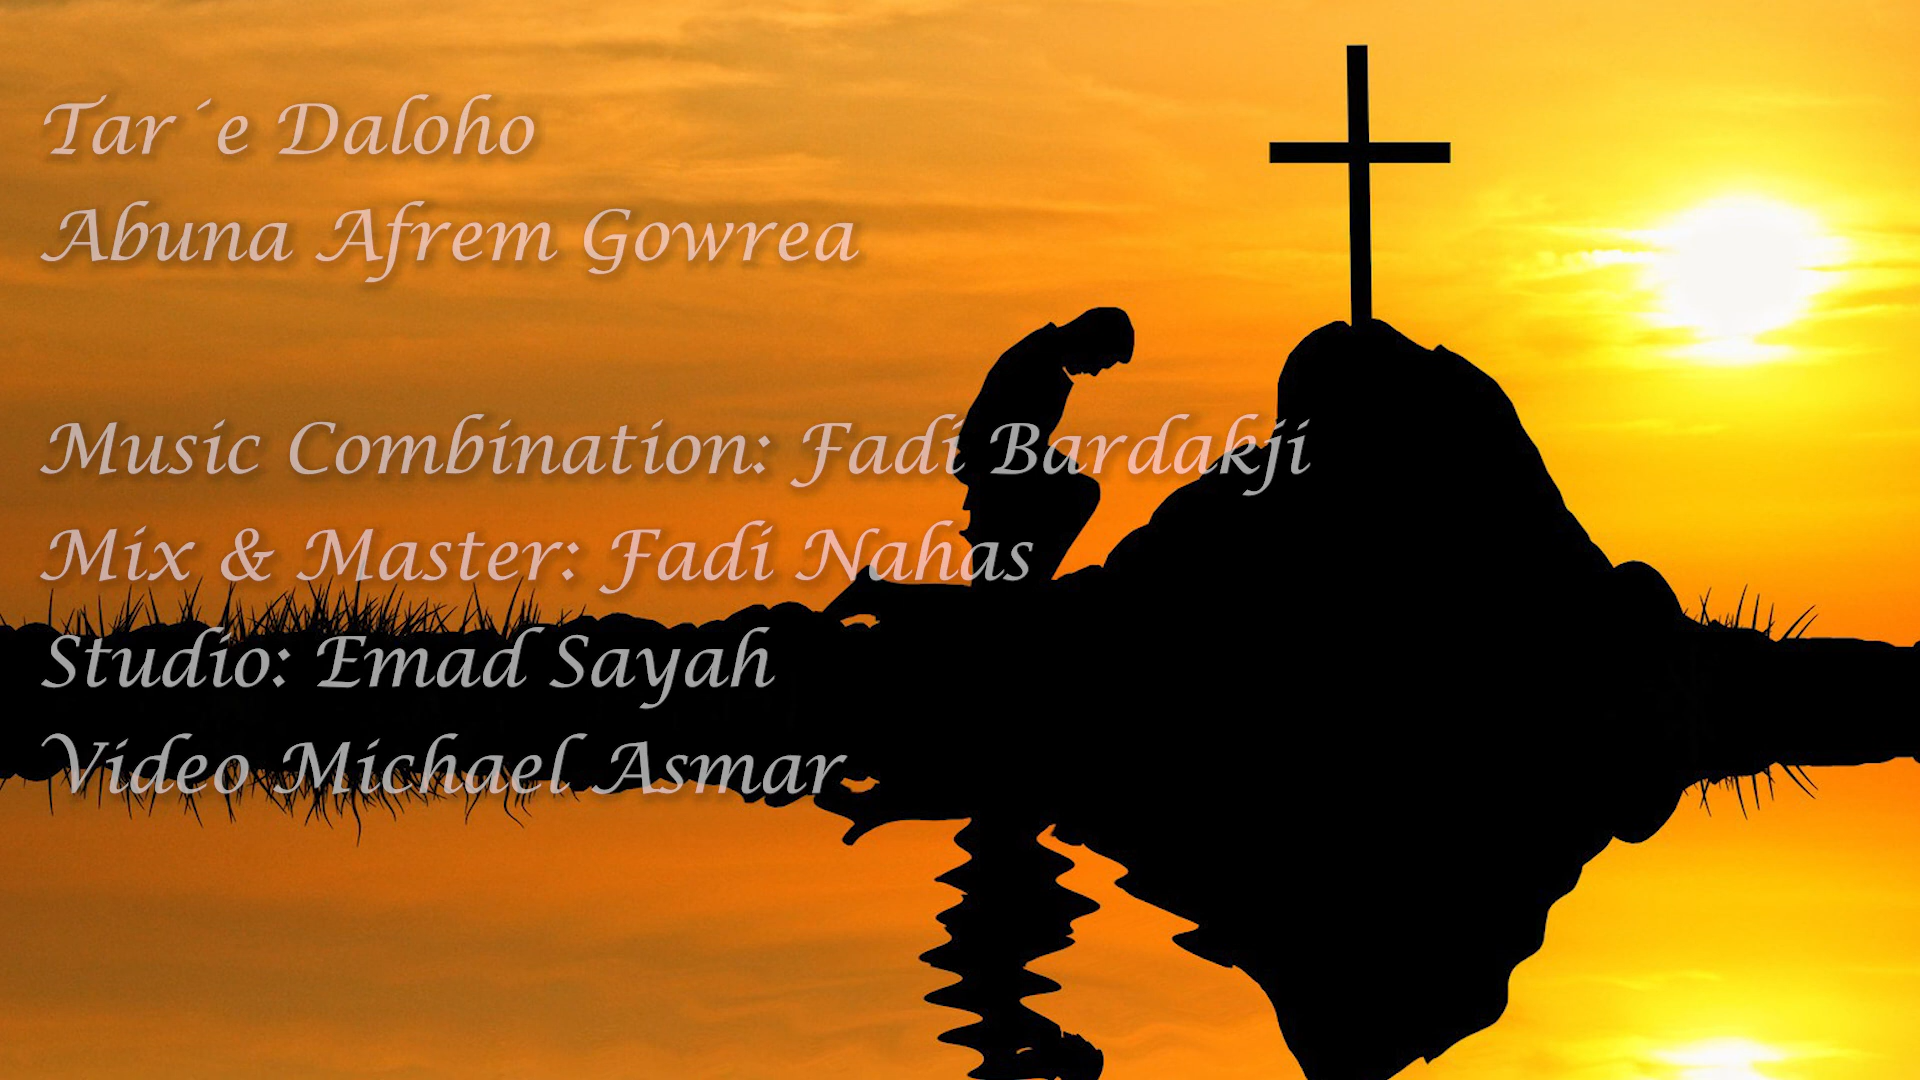 Tar´e Daloho
Abuna Afrem Gowrea
Music Combination: Fadi Bardakji
Mix & Master: Fadi Nahas
Studio: Emad Sayah
Video Michael Asmar